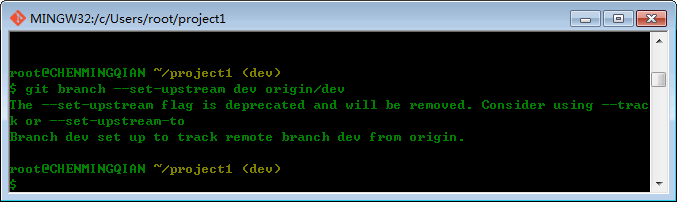 MINGW32:/c/Users/root/project1
root@CHENMINGQIAN ~/project1 (dev)
$ git branch --set-upstream dev origin/dev
The --set-upstream flag is deprecated and will be removed. Consider using --trac
k or --set-upstream-to
Branch dev set up to track remote branch dev from origin.
root@CHENMINGQIAN ~/project1 (dev)
$